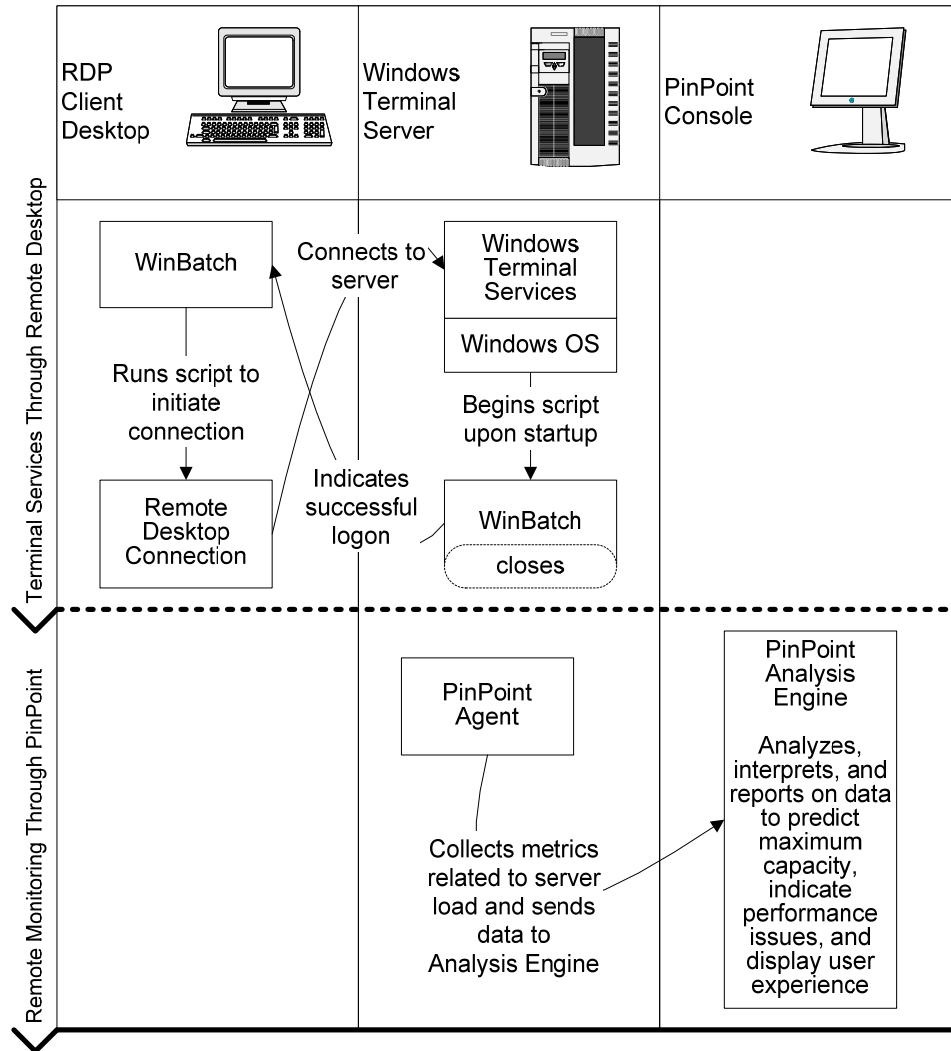 RDP
Client
Desktop
Windows
Terminal
Server
PinPoint
Console
Terminal Services Through Remote Desktop
WinBatch
Connects to
server
Windows
Terminal
Services
Windows OS
Runs script to
initiate
connection
Begins script
upon startup
Indicates
successful
logon
Remote
Desktop
Connection
WinBatch
closes
Remote Monitoring Through PinPoint
PinPoint
Agent
Collects metrics
related to server
load and sends
data to
Analysis Engine
PinPoint
Analysis
Engine
Analyzes,
interprets, and
reports on data
to predict
maximum
capacity,
indicate
performance
issues, and
display user
experience